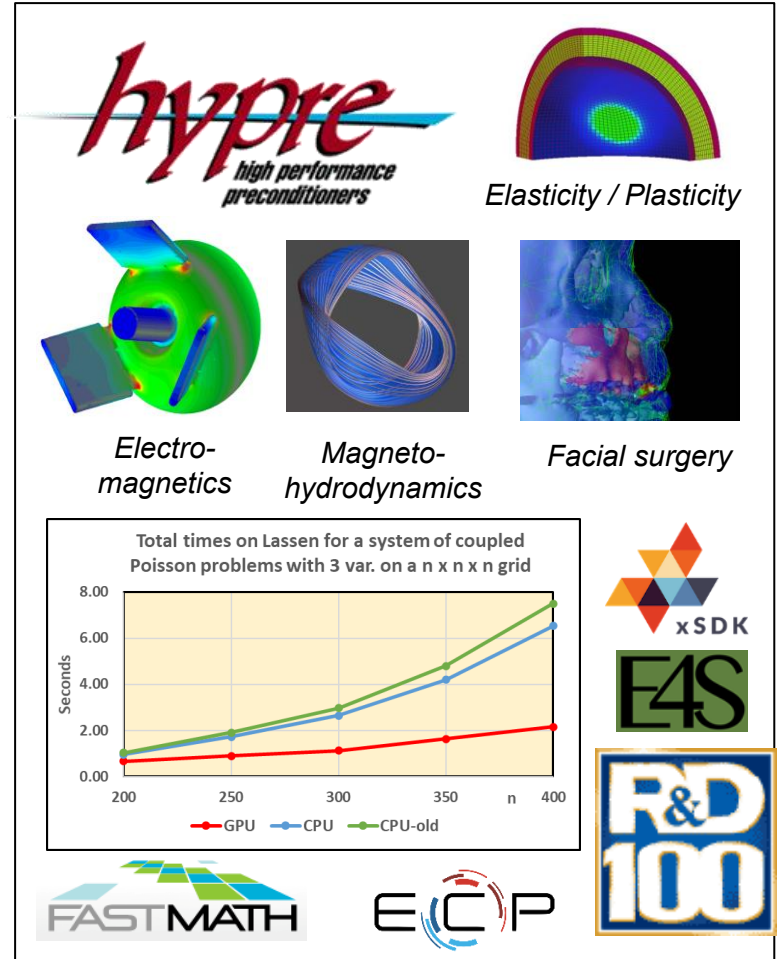 hypre
high performance
preconditioners
Elasticity / Plasticity
Electro-
magnetics
Magneto-
hydrodynamics
Facial surgery
Total times on Lassen for a system of coupled
Poisson problems with 3 var. on a n x n x n grid
8.00
6.00
4.00
2.00
0.00
Seconds
200 250 300 350 n 400
GPU CPU CPU-old
xSDK
E4S
R&D
100
FASTMATH
ECP